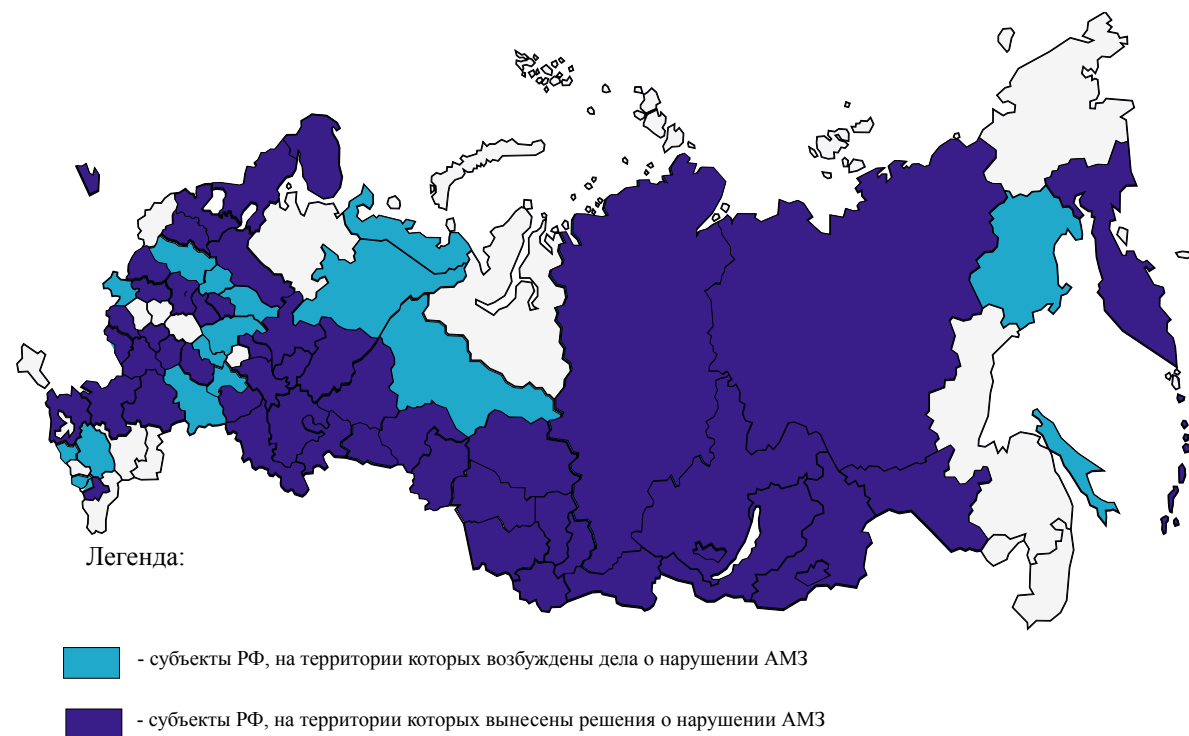 Легенда:
- субъекты РФ, на территории которых возбуждены дела о нарушении АМЗ
- субъекты РФ, на территории которых вынесены решения о нарушении АМЗ